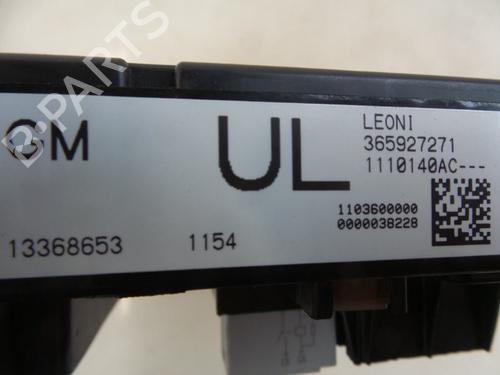 B-PARTS
GM
UL
LEONI
365927271
1110140AC---
1103600000
0000038228
13368653
1154